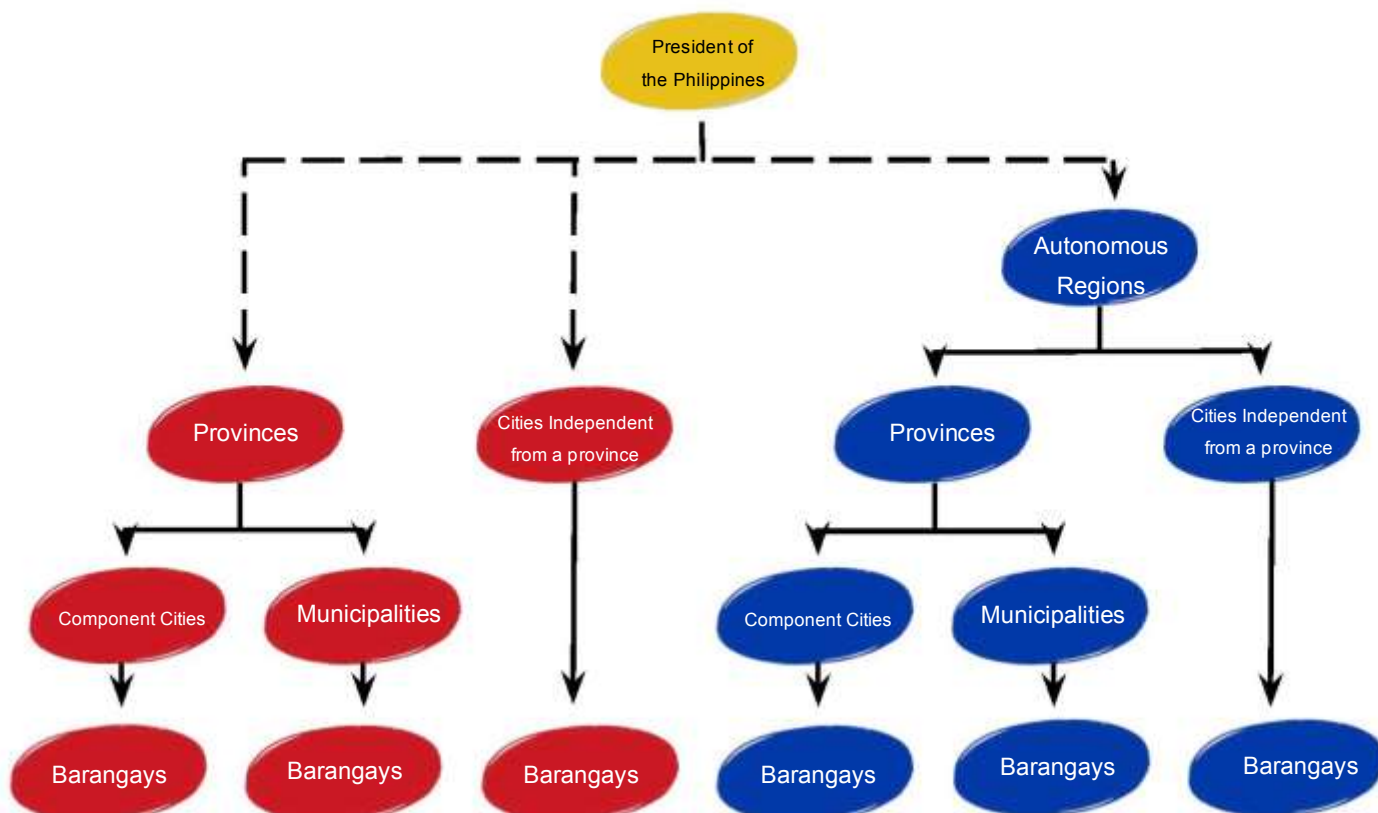 President of
the Philippines
Autonomous
Regions
Provinces
Cities Independent
from a province
Provinces
Cities Independent
from a province
Component Cities
Municipalities
Component Cities
Municipalities
Barangays
Barangays
Barangays
Barangays
Barangays
Barangays